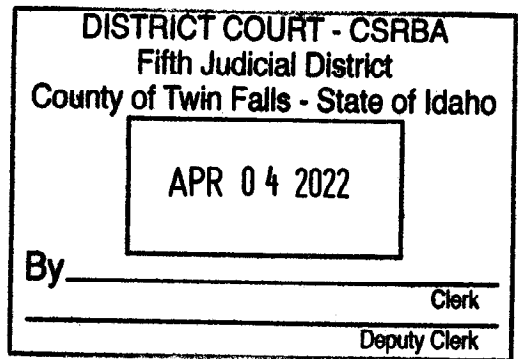 DISTRICT COURT - CSRBA
Fifth Judicial District
County of Twin Falls - State of Idaho
APR 04 2022
By
Clerk
Deputy Clerk